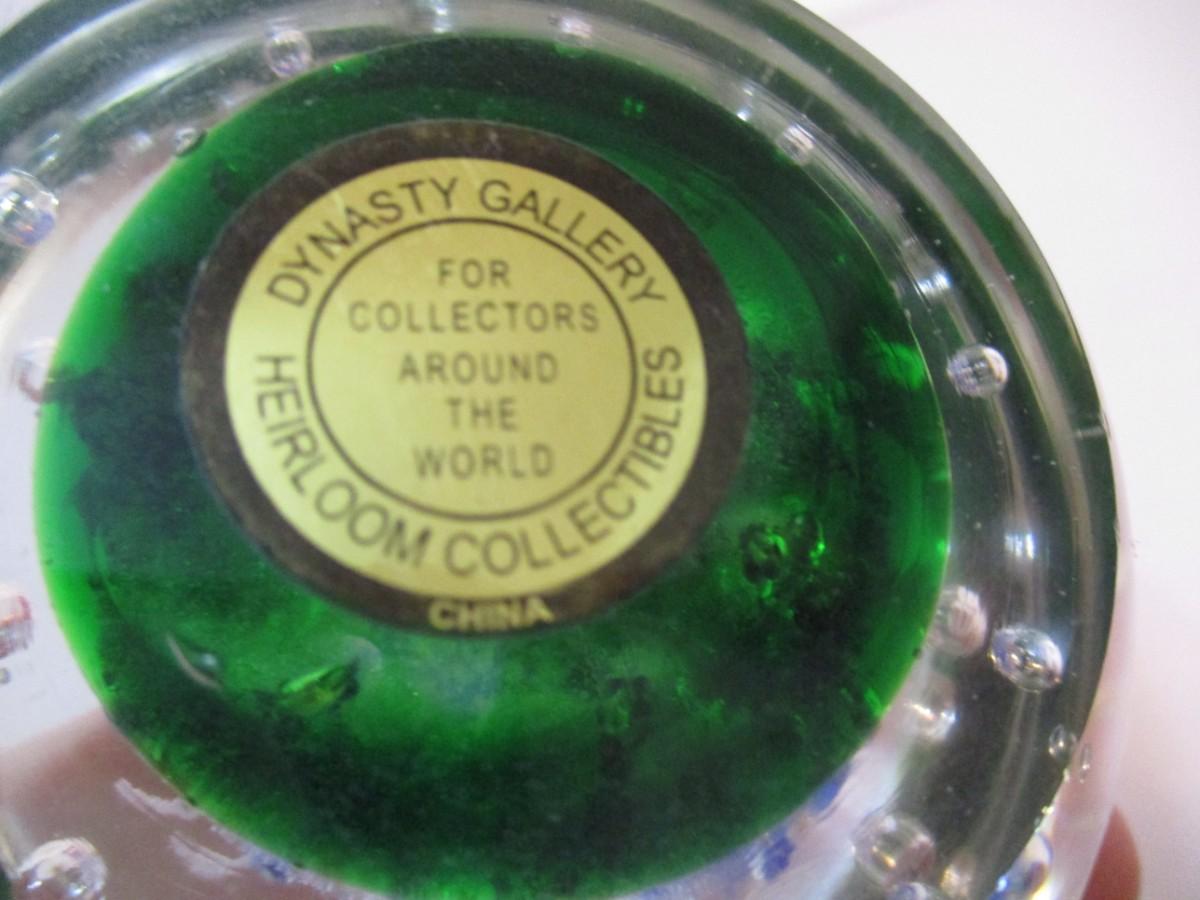 DYNASTY GALLERY
FOR
COLLECTORS
AROUND
THE
WORLD
HEIRLOOM COLLECTIBLES
CHINA